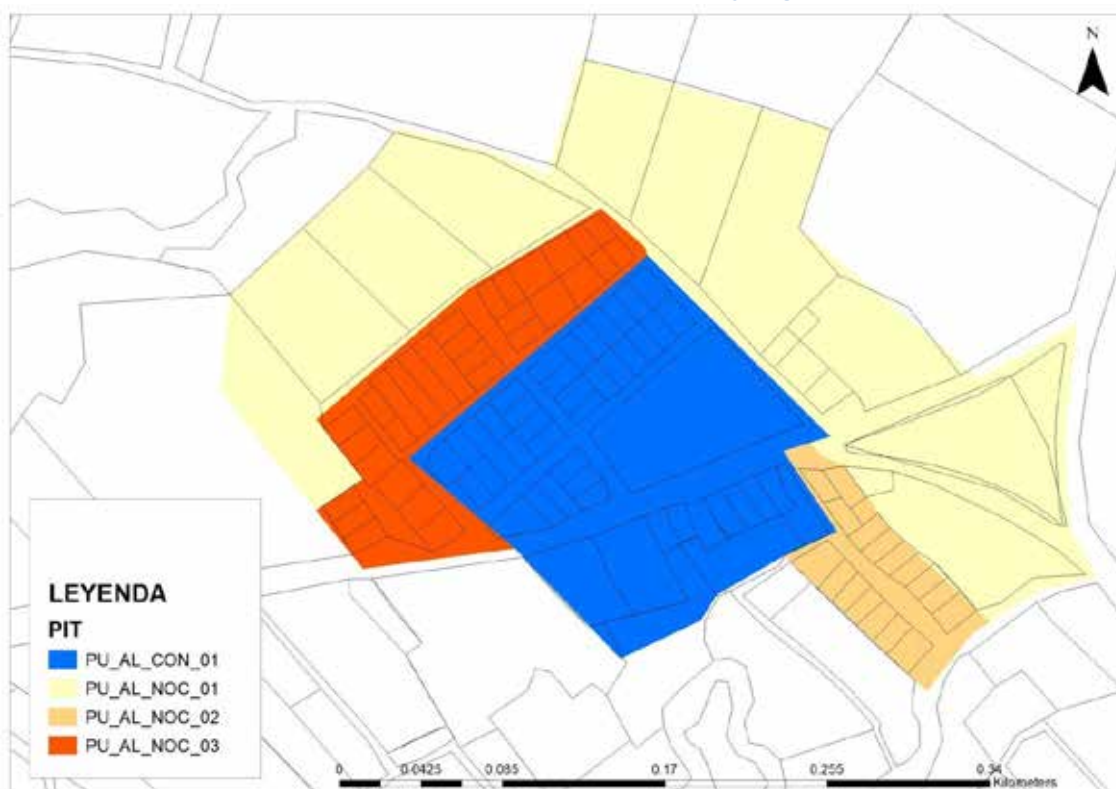 N
LEYENDA
PIT
PU_AL_CON_01
PU_AL_NOC_01
PU_AL_NOC_02
PU_AL_NOC_03
0 0.0425 0.085 0.17 0.255 0.34
Kilometers